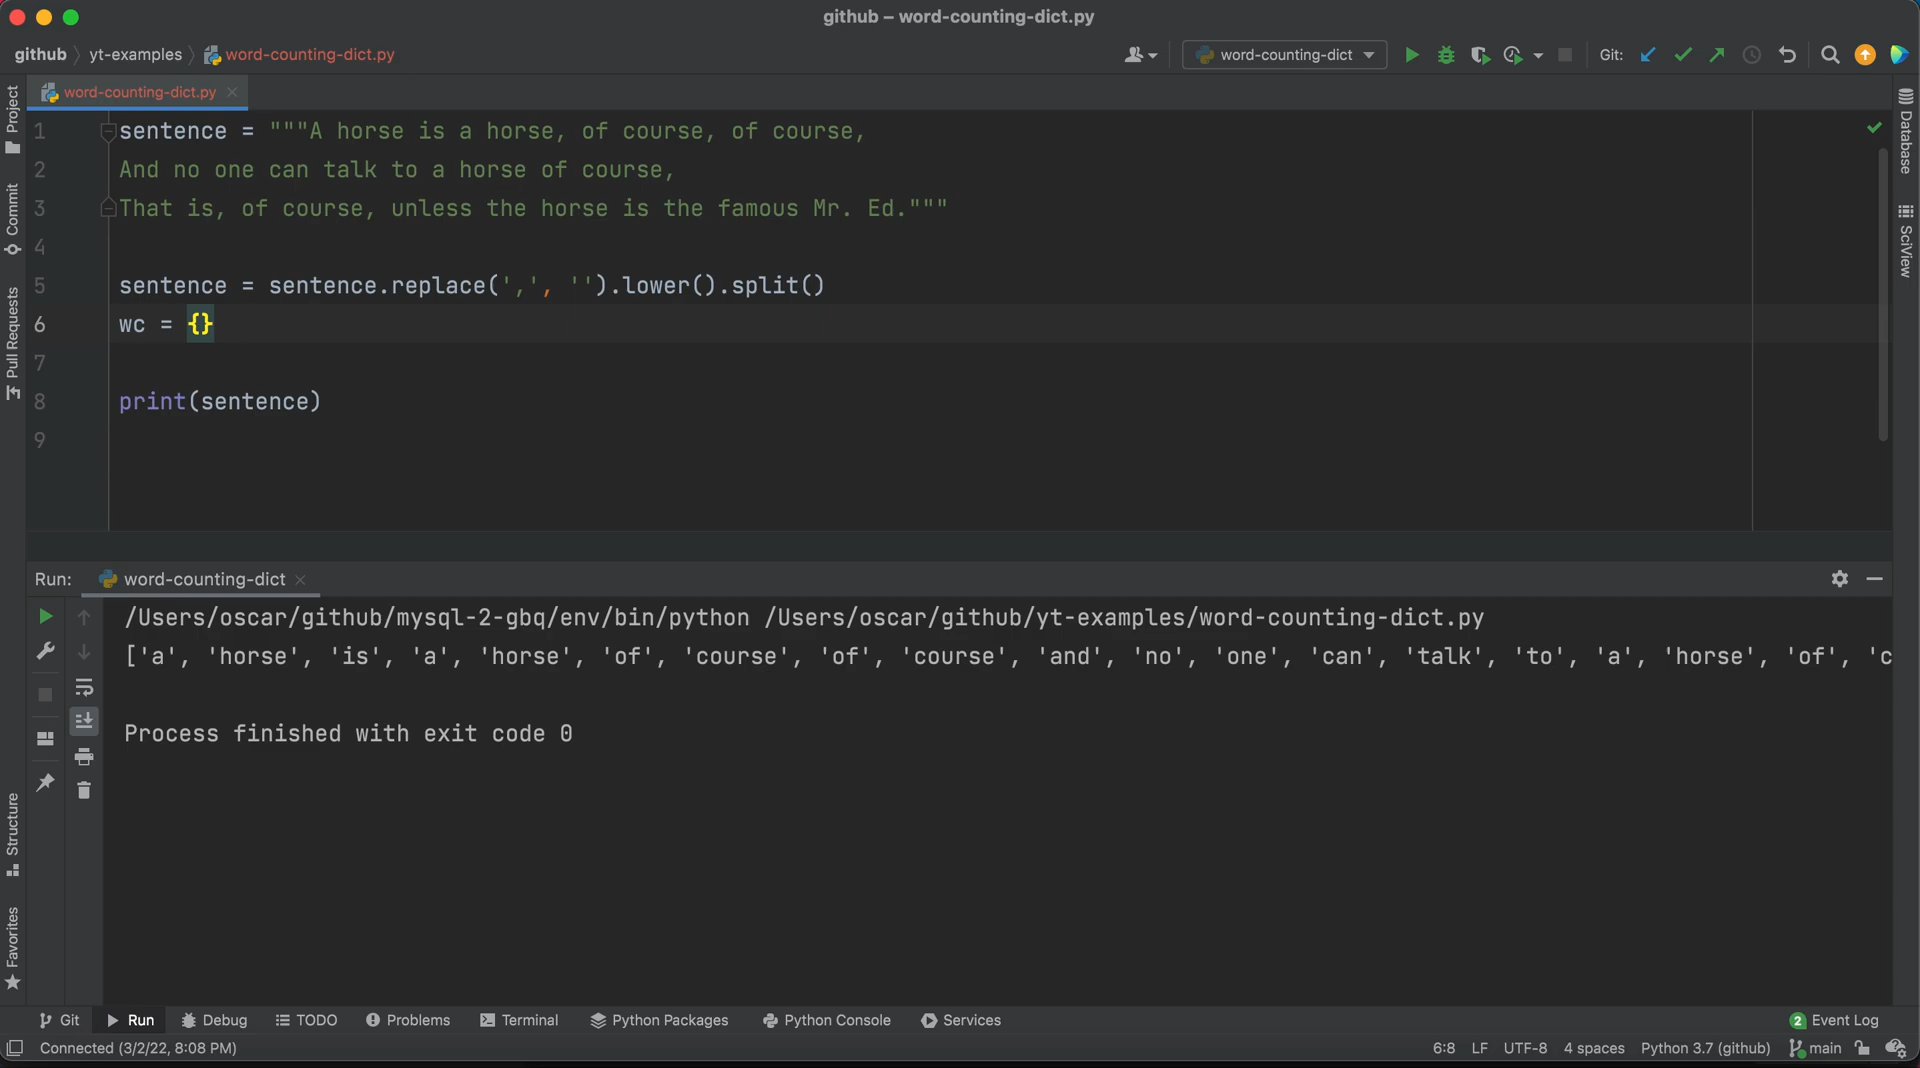 github – word-counting-dict.py
github yt-examples word-counting-dict.py
word-counting-dict
Git:
word-counting-dict.py
Project
Commit
Pull Requests
Structure
Favorites
Database
SciView
1 sentence = """A horse is a horse, of course, of course,
2 And no one can talk to a horse of course,
3 That is, of course, unless the horse is the famous Mr. Ed."""
4
5 sentence = sentence.replace(',', '').lower().split()
6 wc = {}
7
8 print(sentence)
9
Run: word-counting-dict
/Users/oscar/github/mysql-2-gbq/env/bin/python /Users/oscar/github/yt-examples/word-counting-dict.py
['a', 'horse', 'is', 'a', 'horse', 'of', 'course', 'of', 'course', 'and', 'no', 'one', 'can', 'talk', 'to', 'a', 'horse', 'of', 'c
Process finished with exit code 0
Git Run Debug TODO Problems Terminal Python Packages Python Console Services 2 Event Log
Connected (3/2/22, 8:08 PM) 6:8 LF UTF-8 4 spaces Python 3.7 (github) main